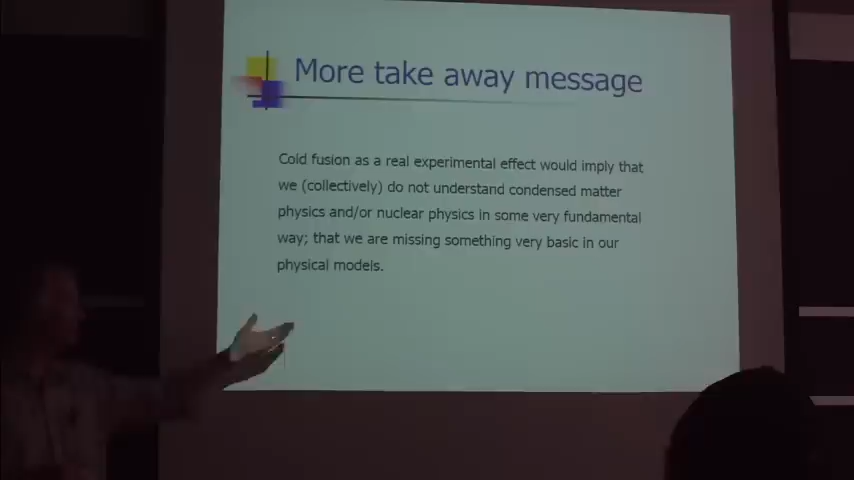 More take away message
Cold fusion as a real experimental effect would imply that
we (collectively) do not understand condensed matter
physics and/or nuclear physics in some very fundamental
way; that we are missing something very basic in our
physical models.